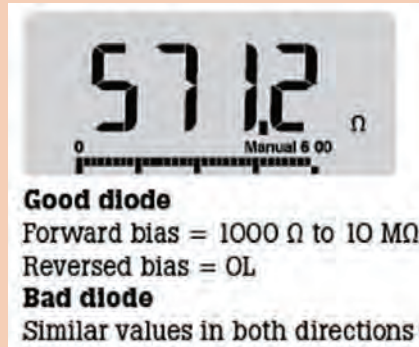 571.2 Ω
0 Manual 6 00
Good diode
Forward bias = 1000 Ω to 10 MΩ
Reversed bias = OL
Bad diode
Similar values in both directions